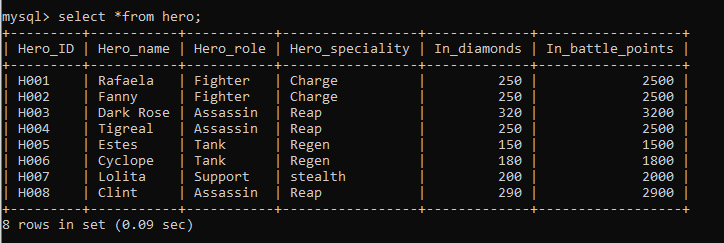 mysql> select *from hero;
+---------+-----------+-----------+-----------------+-------------+------------------+
| Hero_ID | Hero_name | Hero_role | Hero_speciality | In_diamonds | In_battle_points |
+---------+-----------+-----------+-----------------+-------------+------------------+
| H001    | Rafaela   | Fighter   | Charge          |         250 |             2500 |
| H002    | Fanny     | Fighter   | Charge          |         250 |             2500 |
| H003    | Dark Rose | Assassin  | Reap            |         320 |             3200 |
| H004    | Tigreal   | Assassin  | Reap            |         250 |             2500 |
| H005    | Estes     | Tank      | Regen           |         150 |             1500 |
| H006    | Cyclope   | Tank      | Regen           |         180 |             1800 |
| H007    | Lolita    | Support   | stealth         |         200 |             2000 |
| H008    | Clint     | Assassin  | Reap            |         290 |             2900 |
+---------+-----------+-----------+-----------------+-------------+------------------+
8 rows in set (0.09 sec)